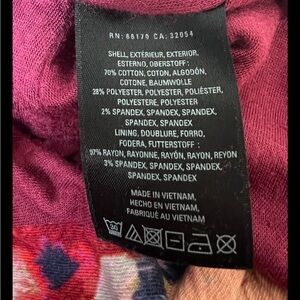 RN: 66170 CA: 32054
SHELL, EXTÉRIEUR, EXTERIOR,
ESTERNO, OBERSTOFF:
70% COTTON, COTON, ALGODÓN,
COTONE, BAUMWOLLE
28% POLYESTER, POLYESTER, POLIÉSTER,
POLYESTERE, POLYESTER
2% SPANDEX, SPANDEX, SPANDEX,
SPANDEX, SPANDEX
LINING, DOUBLURE, FORRO,
FODERA, FUTTERSTOFF:
97% RAYON, RAYONNE, RAYÓN, RAYON, REYON
3% SPANDEX, SPANDEX, SPANDEX,
SPANDEX, SPANDEX
MADE IN VIETNAM,
HECHO EN VIETNAM,
FABRIQUÉ AU VIETNAM
30